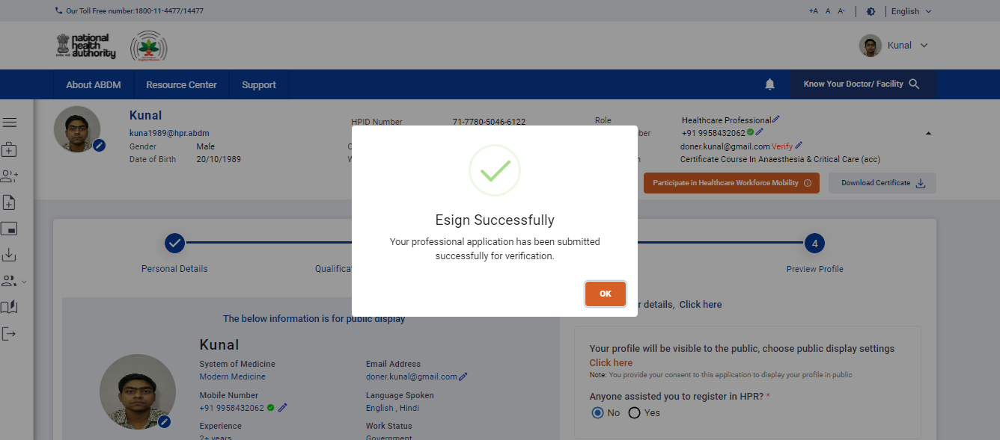 Our Toll Free number:1800-11-4477/14477
+A A A- English
national
health
authority
Kunal
About ABDM Resource Center Support Know Your Doctor/ Facility
Kunal
kuna1989@hpr.abdm
Gender Male
Date of Birth 20/10/1989
HPID Number 71-7780-5046-6122
Role Healthcare Professional
ber +91 9958432062
doner.kunal@gmail.com Verify
Certificate Course In Anaesthesia & Critical Care (acc)
Participate in Healthcare Workforce Mobility
Download Certificate
Esign Successfully
Your professional application has been submitted
successfully for verification.
OK
Personal Details
Qualifica
4
Preview Profile
The below information is for public display
Kunal
System of Medicine
Modern Medicine
Email Address
doner.kunal@gmail.com
Mobile Number
+91 9958432062
Language Spoken
English , Hindi
Experience
2+ years
Work Status
Government
r details, Click here
Your profile will be visible to the public, choose public display settings
Click here
Note: You provide your consent to this application to display your profile in public
Anyone assisted you to register in HPR? *
No Yes